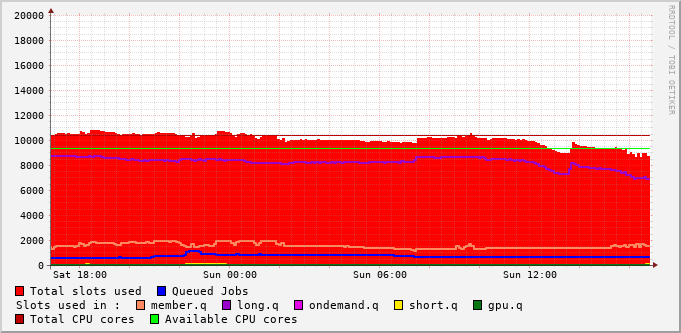 20000
18000
16000
14000
12000
10000
8000
6000
4000
2000
0
Sat 18:00 Sun 00:00 Sun 06:00 Sun 12:00
RRDTOOL / TOBI OETIKER
Total slots used Queued Jobs
Slots used in : member.q long.q ondemand.q short.q gpu.q
Total CPU cores Available CPU cores